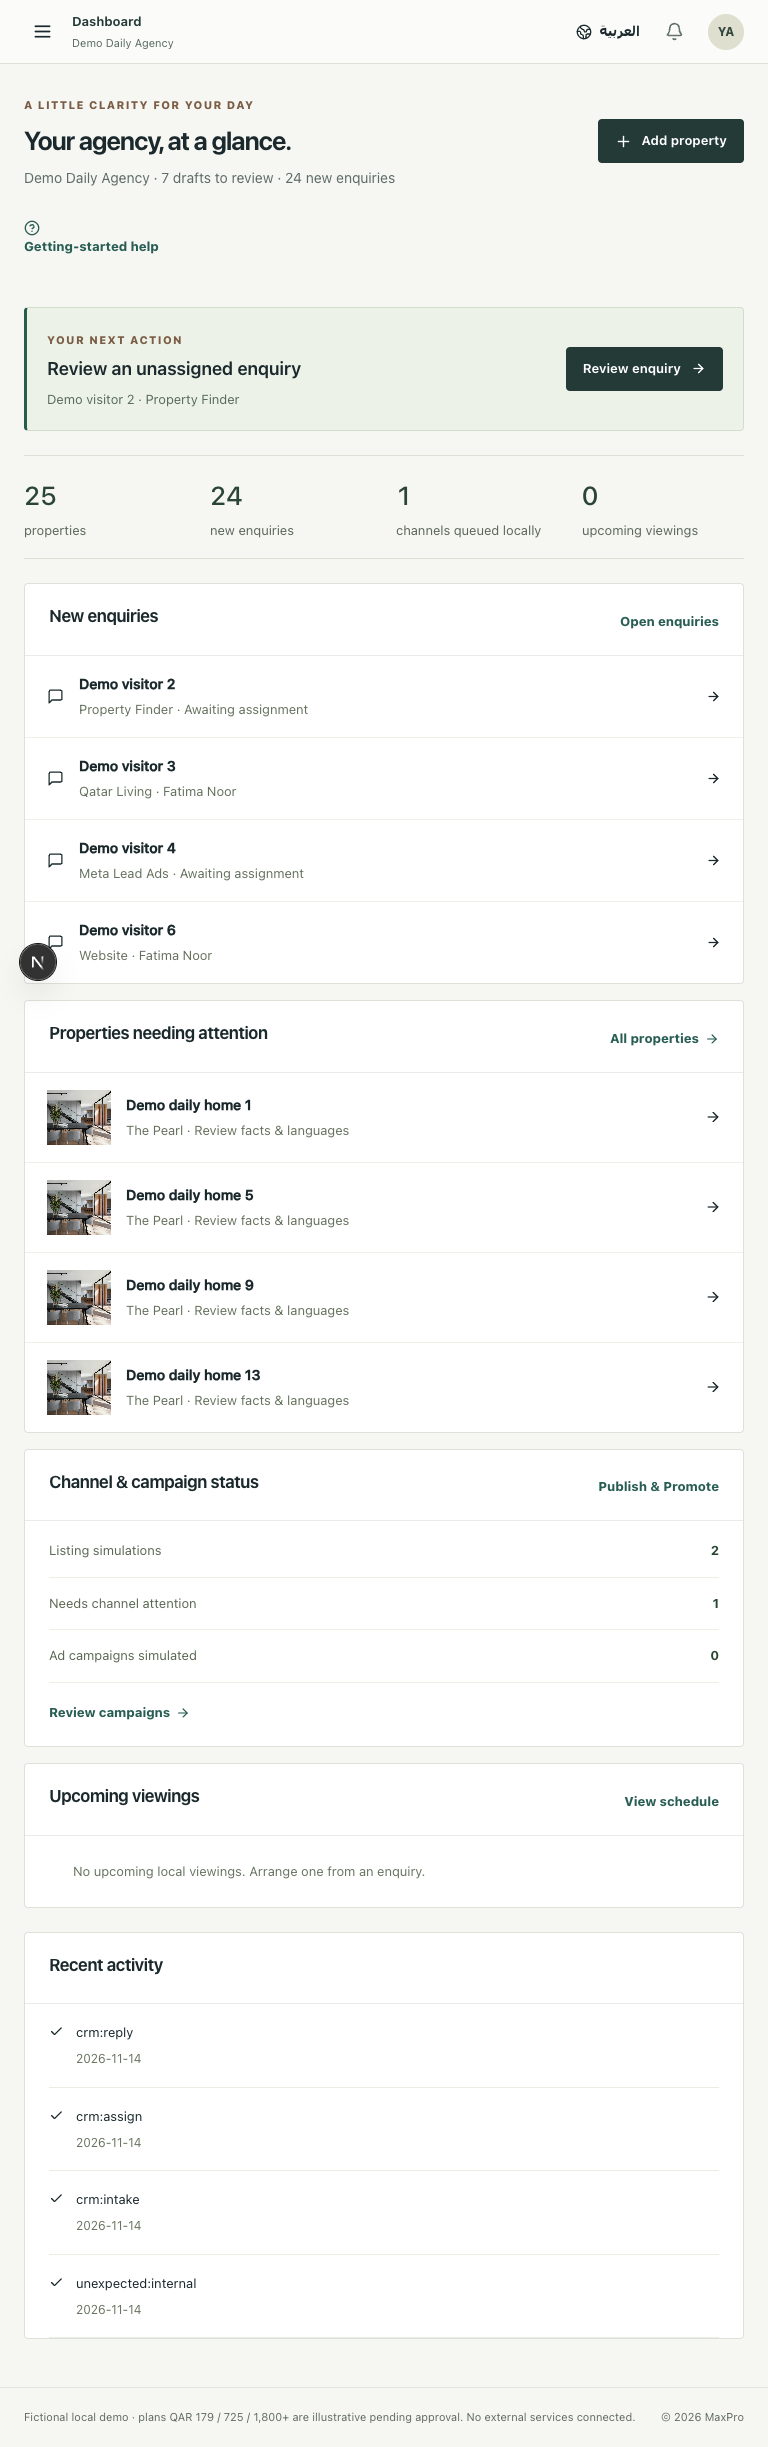 Dashboard
Demo Daily Agency
العربية
YA
A LITTLE CLARITY FOR YOUR DAY
Your agency, at a glance.
Add property
Demo Daily Agency · 7 drafts to review · 24 new enquiries
Getting-started help
YOUR NEXT ACTION
Review an unassigned enquiry
Review enquiry
Demo visitor 2 · Property Finder
25
properties
24
new enquiries
1
channels queued locally
0
upcoming viewings
New enquiries
Open enquiries
Demo visitor 2
Property Finder · Awaiting assignment
Demo visitor 3
Qatar Living · Fatima Noor
Demo visitor 4
Meta Lead Ads · Awaiting assignment
Demo visitor 6
Website · Fatima Noor
N
Properties needing attention
All properties
Demo daily home 1
The Pearl · Review facts & languages
Demo daily home 5
The Pearl · Review facts & languages
Demo daily home 9
The Pearl · Review facts & languages
Demo daily home 13
The Pearl · Review facts & languages
Channel & campaign status
Publish & Promote
Listing simulations
2
Needs channel attention
1
Ad campaigns simulated
0
Review campaigns
Upcoming viewings
View schedule
No upcoming local viewings. Arrange one from an enquiry.
Recent activity
crm:reply
2026-11-14
crm:assign
2026-11-14
crm:intake
2026-11-14
unexpected:internal
2026-11-14
Fictional local demo · plans QAR 179 / 725 / 1,800+ are illustrative pending approval. No external services connected.
© 2026 MaxPro